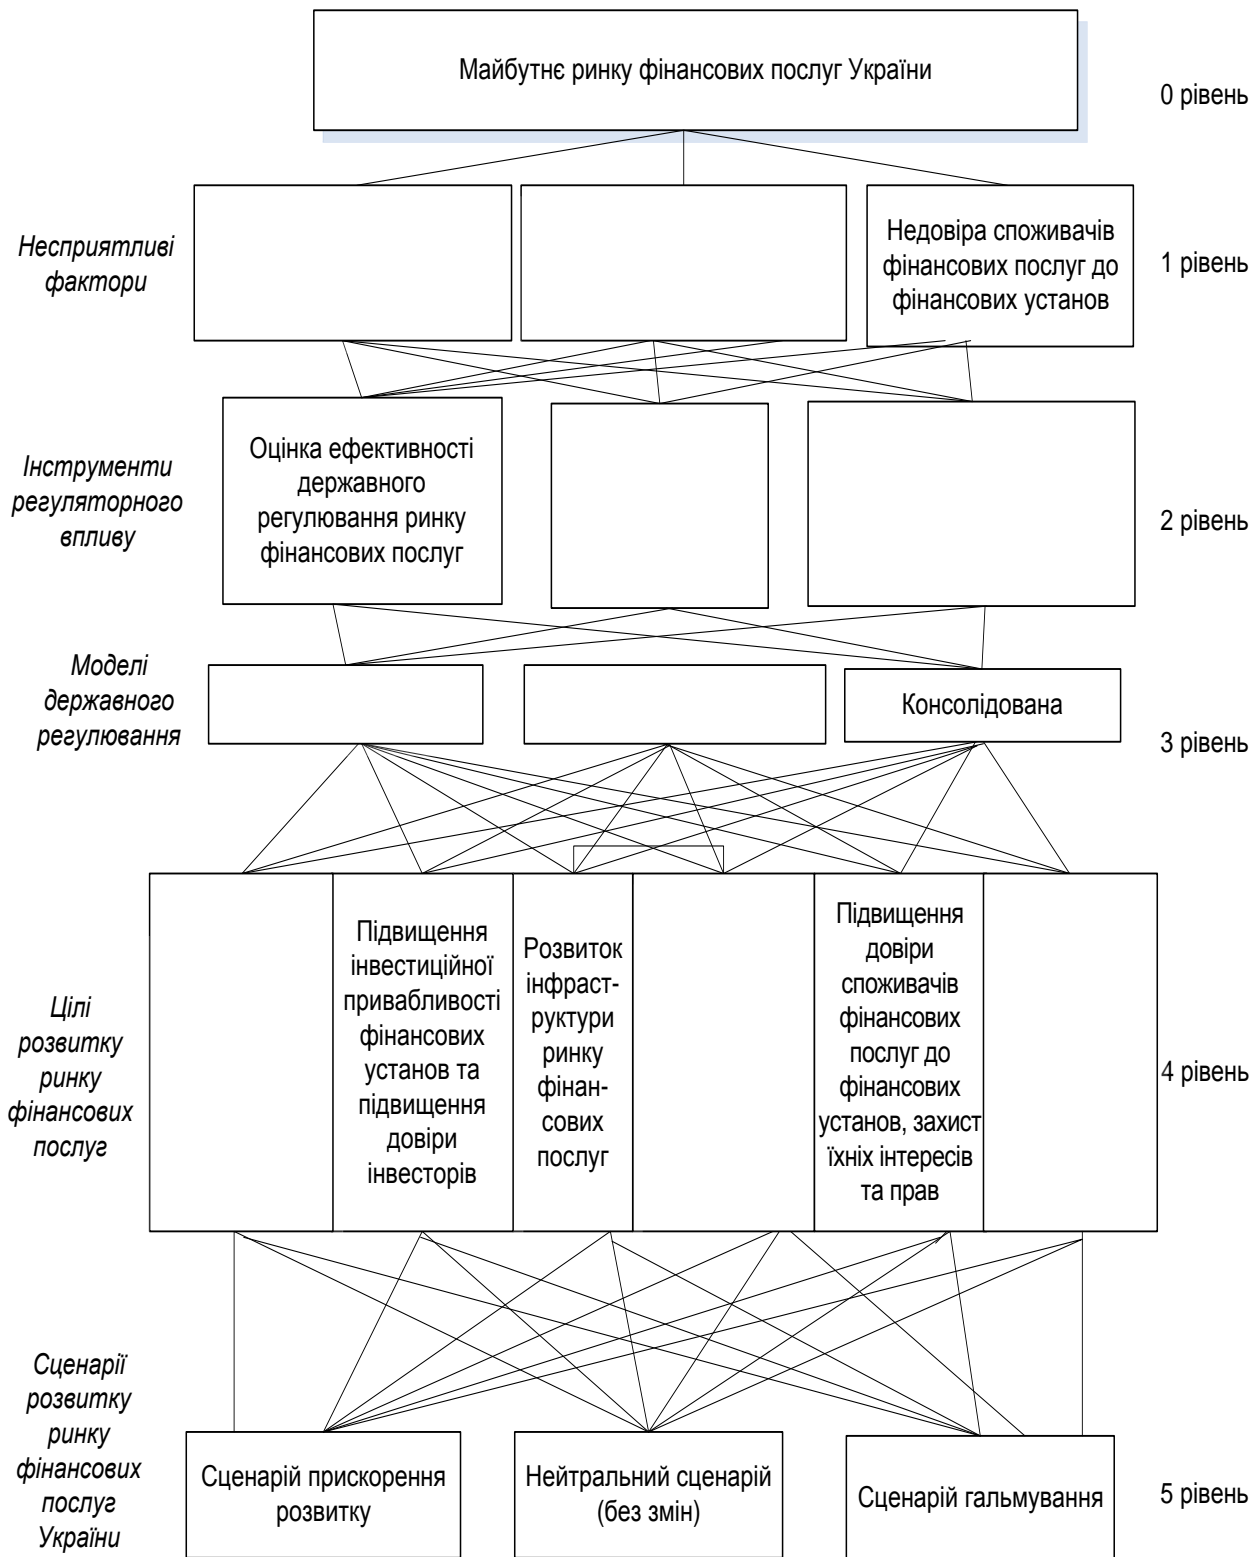 Майбутнє ринку фінансових послуг України
0 рівень
Несприятливі
фактори
Недовіра споживачів
фінансових послуг до
фінансових установ
1 рівень
Інструменти
регуляторного
впливу
Оцінка ефективності
державного
регулювання ринку
фінансових послуг
2 рівень
Моделі
державного
регулювання
Консолідована
3 рівень
Цілі
розвитку
ринку
фінансових
послуг
Підвищення
інвестиційної
привабливості
фінансових
установ та
підвищення
довіри
інвесторів
Розвиток
інфраст-
руктури
ринку
фінан-
сових
послуг
Підвищення
довіри
споживачів
фінансових
послуг до
фінансових
установ, захист
їхніх інтересів
та прав
4 рівень
Сценарії
розвитку
ринку
фінансових
послуг
України
Сценарій прискорення
розвитку
Нейтральний сценарій
(без змін)
Сценарій гальмування
5 рівень